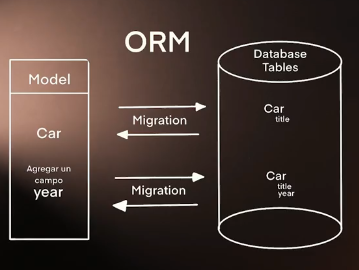 ORM
Model
Car
Agregar un
campo
year
Migration
Migration
Database
Tables
Car
title
Car
title
year